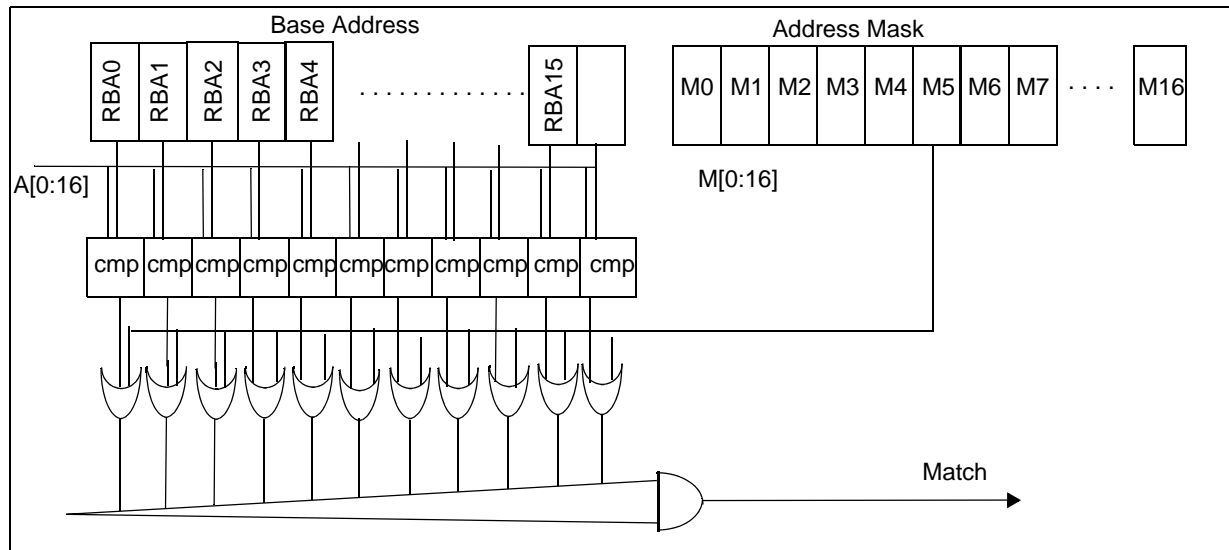 Base Address
Address Mask
RBA0 RBA1 RBA2 RBA3 RBA4 . . . . . . . . . . . . . RBA15
M0 M1 M2 M3 M4 M5 M6 M7 . . . . M16
A[0:16]
M[0:16]
cmp cmp cmp cmp cmp cmp cmp cmp cmp cmp cmp
Match